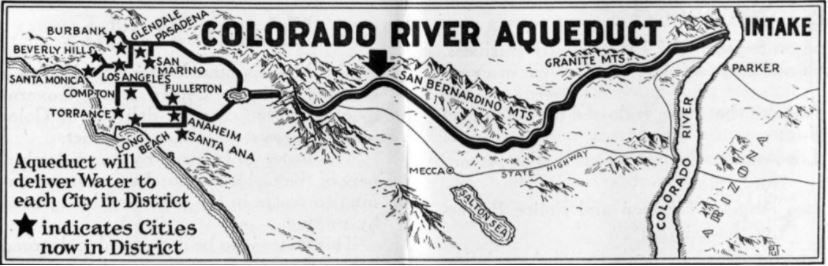 COLORADO RIVER AQUEDUCT
INTAKE
BURBANK
GLENDALE
PASADENA
BEVERLY HILLS
SAN
MARINO
SANTA MONICA
LOS ANGELES
COMPTON
FULLERTON
TORRANCE
ANAHEIM
LONG
BEACH
SANTA ANA
SAN BERNARDINO MTS
GRANITE MTS
PARKER
MECCA
STATE HIGHWAY
SALTON SEA
COLORADO RIVER
ARIZONA
Aqueduct will
deliver Water to
each City in District
indicates Cities
now in District